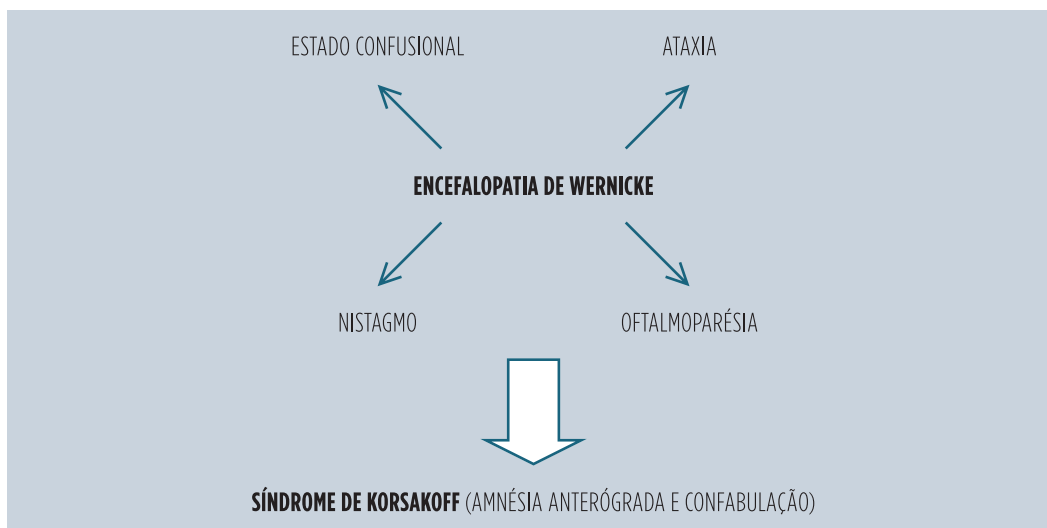 ESTADO CONFUSIONAL
ATAXIA
ENCEFALOPATIA DE WERNICKE
NISTAGMO
OFTALMOPARÉSIA
SÍNDROME DE KORSAKOFF (AMNÉSIA ANTERÓGRADA E CONFABULAÇÃO)